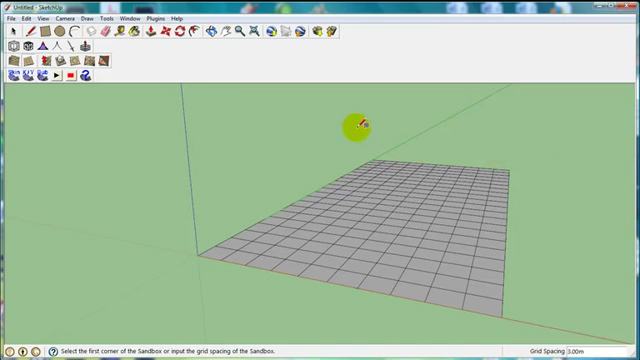 Untitled - SketchUp
File Edit View Camera Draw Tools Window Plugins Help
Select the first corner of the Sandbox or input the grid spacing of the Sandbox.
Grid Spacing 3.00m